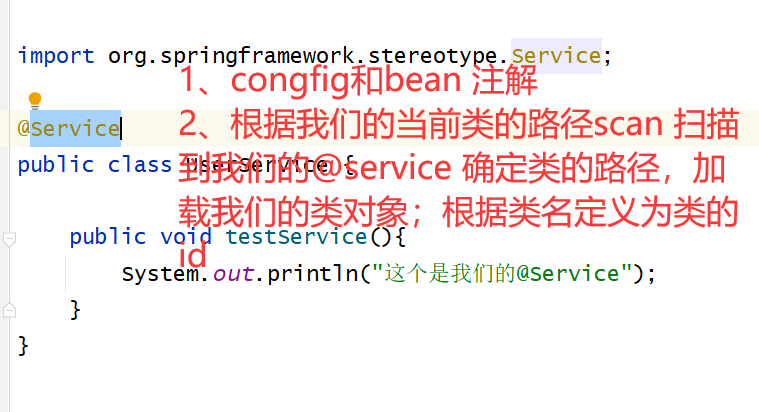 import org.springframework.stereotype.Service;
1、congfig和bean 注解
@Service
2、根据我们的当前类的路径scan 扫描
public class UserService {
到我们的@service 确定类的路径，加
载我们的类对象；根据类名定义为类的
public void testService(){
id
System.out.println("这个是我们的@Service");
}
}